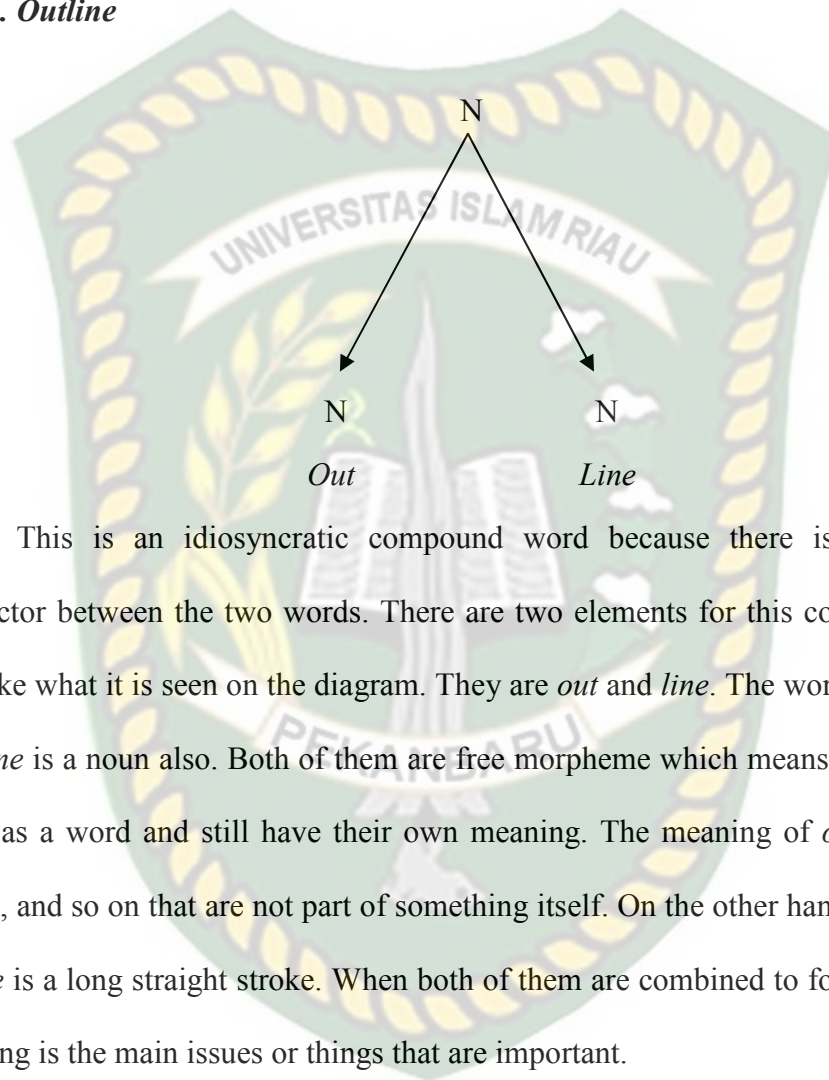 . Outline
N
UNIVERSITAS ISLAM RIAU
N N
Out Line
This is an idiosyncratic compound word because there is
ctor between the two words. There are two elements for this co
ke what it is seen on the diagram. They are out and line. The wor
ne is a noun also. Both of them are free morpheme which means
as a word and still have their own meaning. The meaning of o
PEKANBARU
, and so on that are not part of something itself. On the other han
e is a long straight stroke. When both of them are combined to fo
ng is the main issues or things that are important.